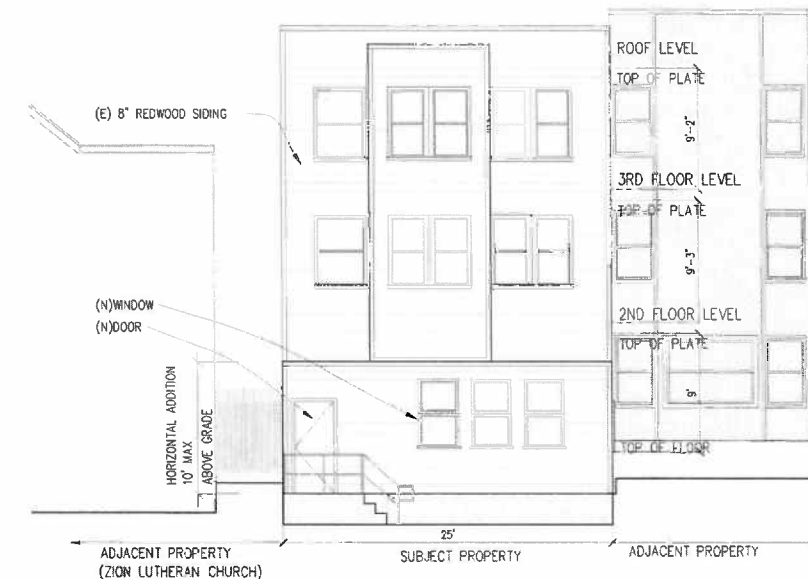 ROOF LEVEL
TOP OF PLATE
(E) 8" REDWOOD SIDING
9'-2"
3RD FLOOR LEVEL
TOP OF PLATE
9'-3"
(N)WINDOW
(N)DOOR
2ND FLOOR LEVEL
TOP OF PLATE
9'
HORIZONTAL ADDITION
10' MAX
ABOVE GRADE
TOP OF FLOOR
25'
ADJACENT PROPERTY
(ZION LUTHERAN CHURCH)
SUBJECT PROPERTY
ADJACENT PROPERTY